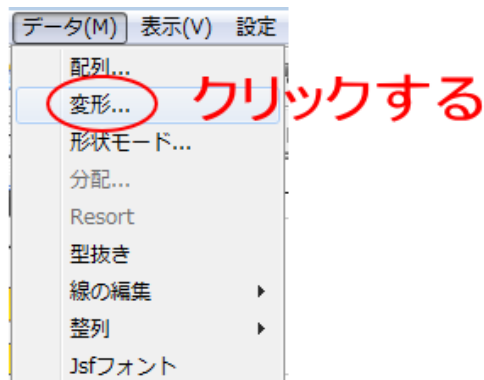 データ(M) 表示(V) 設定
配列...
変形... クリックする
形状モード...
分配...
Resort
型抜き
線の編集
整列
Jsfフォント